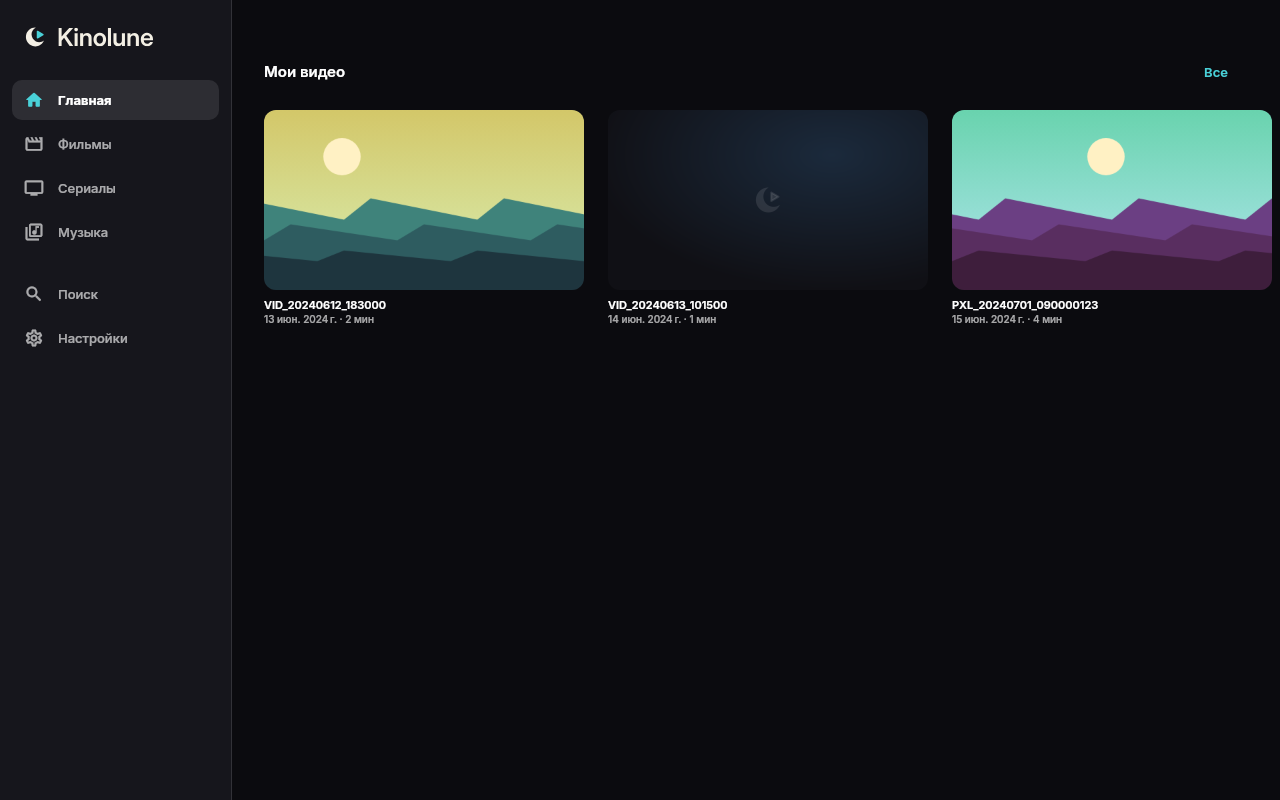 Kinolune
Главная
Фильмы
Сериалы
Музыка
Поиск
Настройки
Мои видео
Все
VID_20240612_183000
13 июн. 2024 г. · 2 мин
VID_20240613_101500
14 июн. 2024 г. · 1 мин
PXL_20240701_090000123
15 июн. 2024 г. · 4 мин